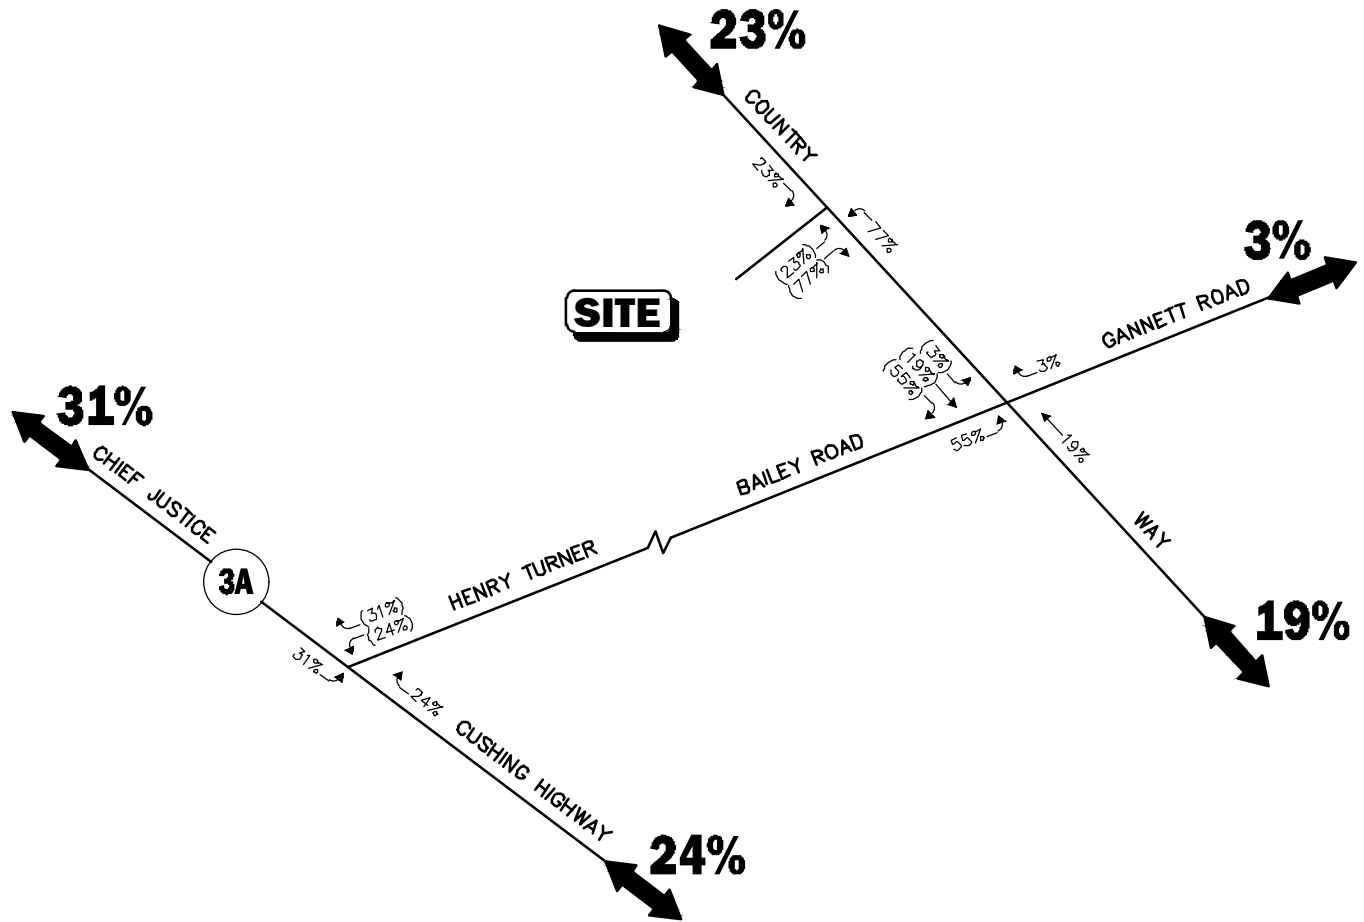 23%
COUNTRY
23%
77%
(23%)
(77%)
3%
GANNETT ROAD
SITE
(3%)
(19%)
(55%)
3%
55%
19%
31%
CHIEF JUSTICE
BAILEY ROAD
WAY
3A
HENRY TURNER
(31%)
(24%)
31%
24%
19%
CUSHING HIGHWAY
24%